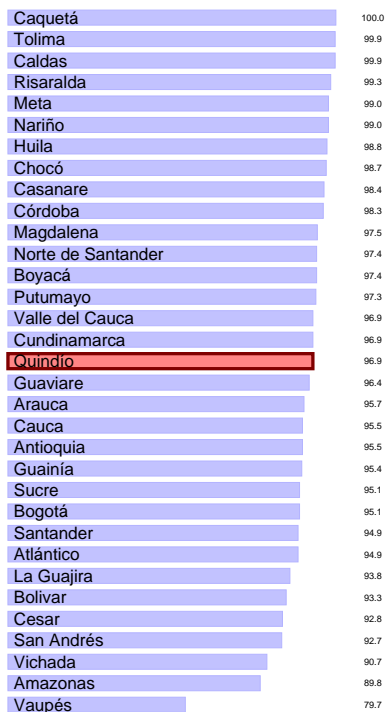 Caquetá 100.0
Tolima 99.9
Caldas 99.9
Risaralda 99.3
Meta 99.0
Nariño 99.0
Huila 98.8
Chocó 98.7
Casanare 98.4
Córdoba 98.3
Magdalena 97.5
Norte de Santander 97.4
Boyacá 97.4
Putumayo 97.3
Valle del Cauca 96.9
Cundinamarca 96.9
Quindío 96.9
Guaviare 96.4
Arauca 95.7
Cauca 95.5
Antioquia 95.5
Guainía 95.4
Sucre 95.1
Bogotá 95.1
Santander 94.9
Atlántico 94.9
La Guajira 93.8
Bolivar 93.3
Cesar 92.8
San Andrés 92.7
Vichada 90.7
Amazonas 89.8
Vaupés 79.7